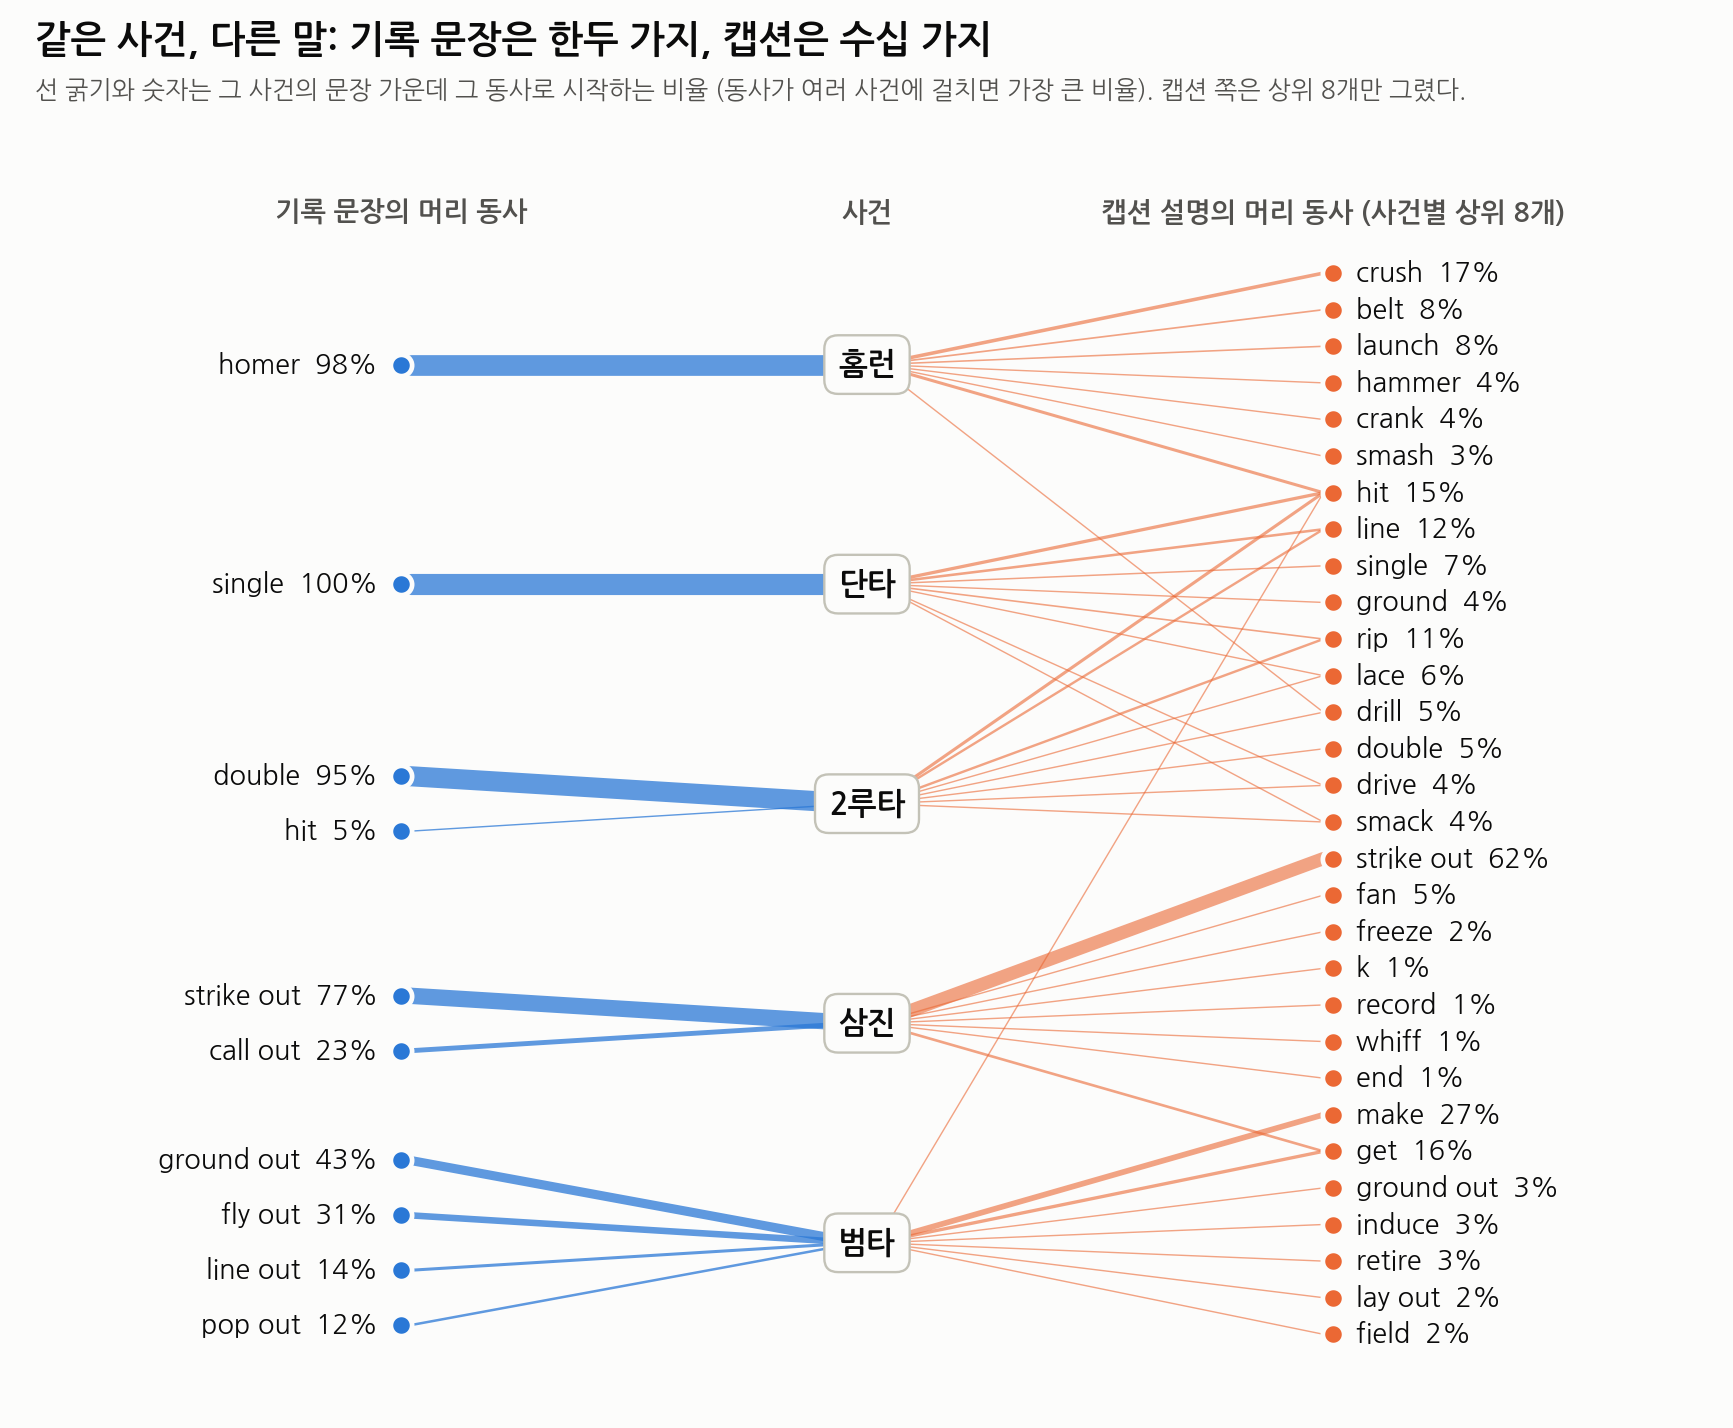 같은 사건, 다른 말: 기록 문장은 한두 가지, 캡션은 수십 가지
선 굵기와 숫자는 그 사건의 문장 가운데 그 동사로 시작하는 비율 (동사가 여러 사건에 걸치면 가장 큰 비율). 캡션 쪽은 상위 8개만 그렸다.
기록 문장의 머리 동사
homer 98%
single 100%
double 95%
hit 5%
strike out 77%
call out 23%
ground out 43%
fly out 31%
line out 14%
pop out 12%
사건
홈런
단타
2루타
삼진
범타
캡션 설명의 머리 동사 (사건별 상위 8개)
crush 17%
belt 8%
launch 8%
hammer 4%
crank 4%
smash 3%
hit 15%
line 12%
single 7%
ground 4%
rip 11%
lace 6%
drill 5%
double 5%
drive 4%
smack 4%
strike out 62%
fan 5%
freeze 2%
k 1%
record 1%
whiff 1%
end 1%
make 27%
get 16%
ground out 3%
induce 3%
retire 3%
lay out 2%
field 2%